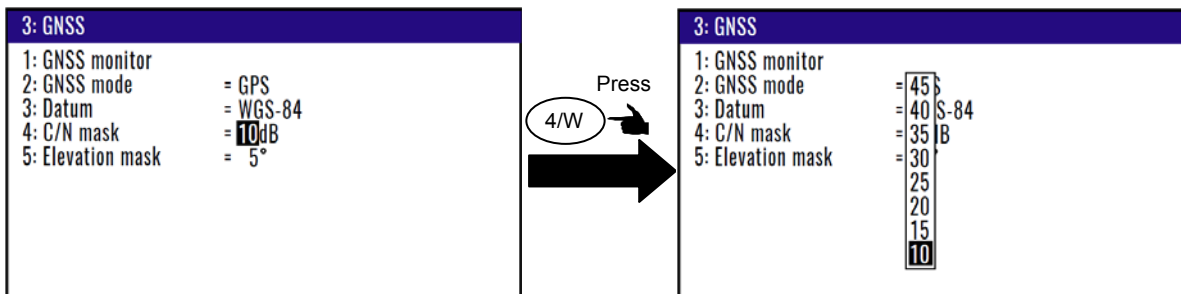 3: GNSS
1: GNSS monitor
2: GNSS mode = GPS
3: Datum = WGS-84
4: C/N mask = 10dB
5: Elevation mask = 5°
Press
4/W
3: GNSS
1: GNSS monitor
2: GNSS mode = 45 S
3: Datum = 40 S-84
4: C/N mask = 35 dB
5: Elevation mask = 30
25
20
15
10